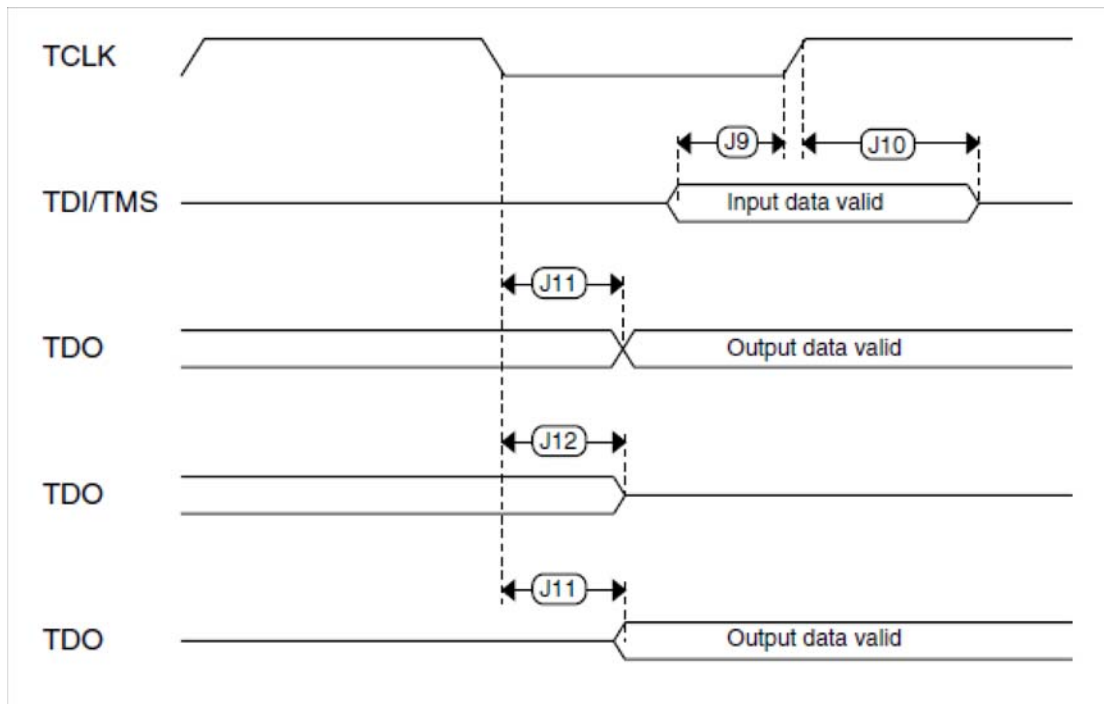 TCLK
J9
J10
TDI/TMS
Input data valid
J11
TDO
Output data valid
J12
TDO
J11
TDO
Output data valid